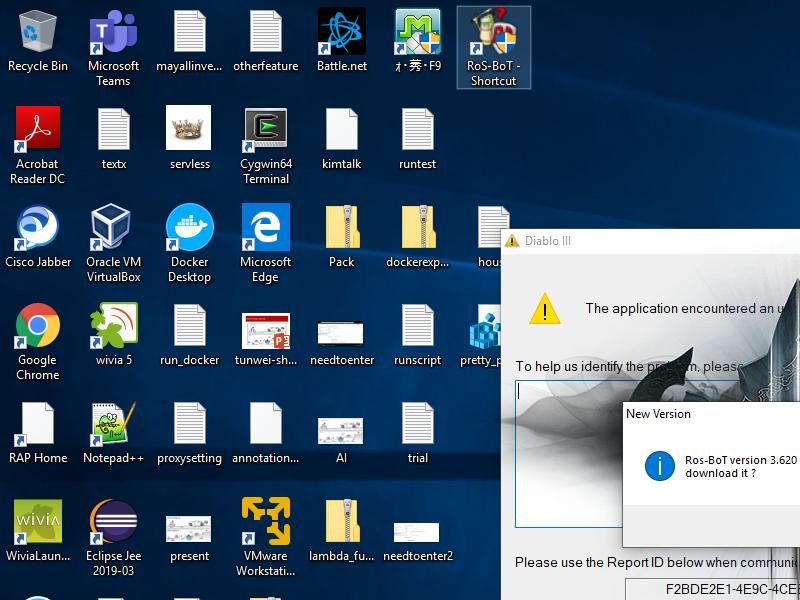 Recycle Bin
Microsoft
Teams
mayallinve...
otherfeature
Battle.net
ｵ･莠･F9
RoS-BoT -
Shortcut
Acrobat
Reader DC
textx
servless
Cygwin64
Terminal
kimtalk
runtest
Cisco Jabber
Oracle VM
VirtualBox
Docker
Desktop
Microsoft
Edge
Pack
dockerexp...
hous
Google
Chrome
wivia 5
run_docker
tunwei-sh...
needtoenter
runscript
pretty_p
RAP Home
Notepad++
proxysetting
annotation...
AI
trial
WiviaLaun...
Eclipse Jee
2019-03
present
VMware
Workstati...
lambda_fu...
needtoenter2
Diablo III
The application encountered an u
To help us identify the problem, please
New Version
Ros-BoT version 3.620
download it ?
Please use the Report ID below when communi
F2BDE2E1-4E9C-4CE